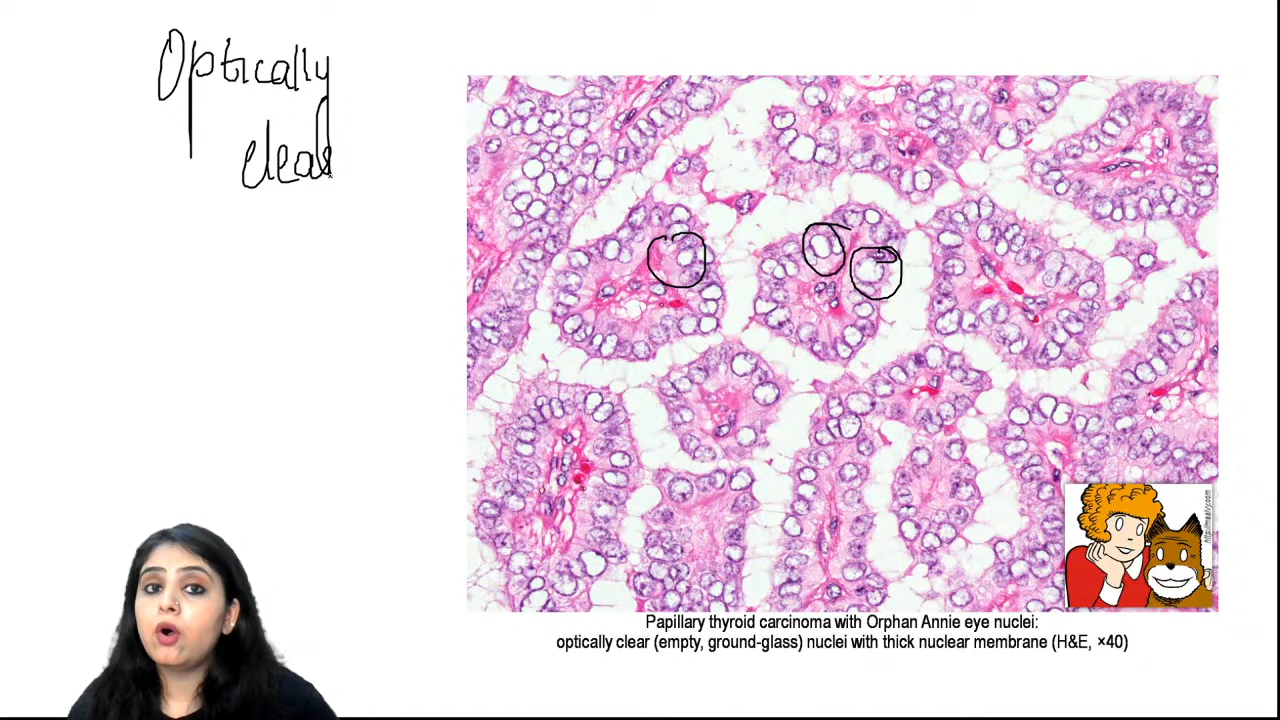 Optically
clear
Papillary thyroid carcinoma with Orphan Annie eye nuclei:
optically clear (empty, ground-glass) nuclei with thick nuclear membrane (H&E, ×40)